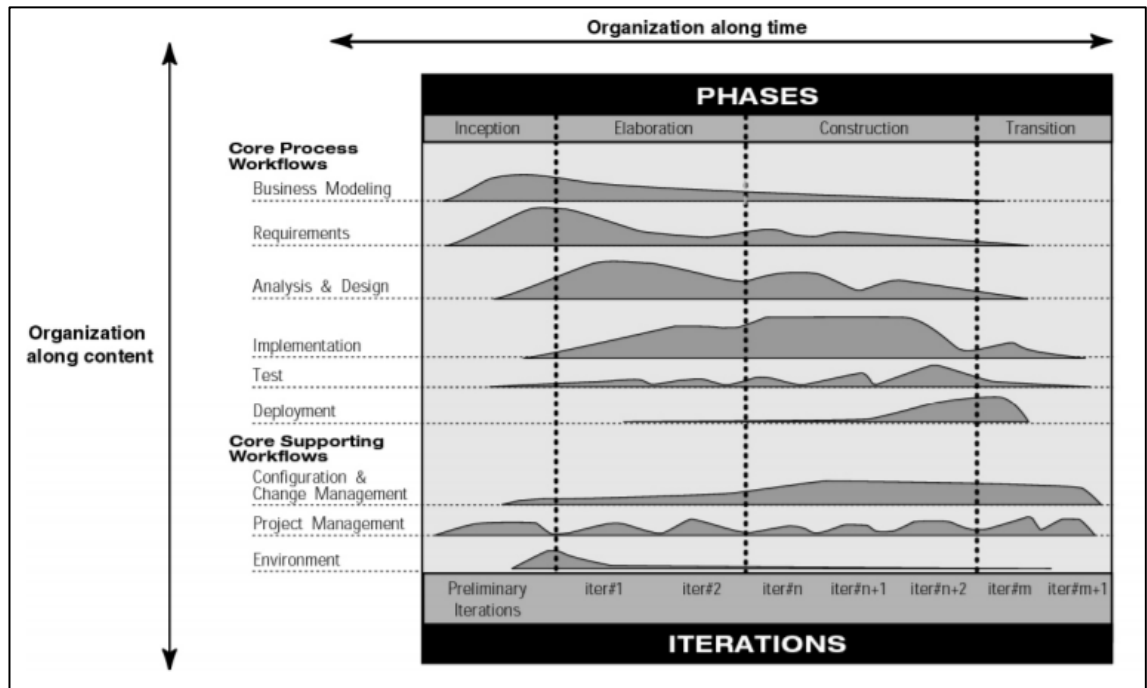 Organization along time
PHASES
Inception Elaboration Construction Transition
Core Process
Workflows
Business Modeling
Requirements
Analysis & Design
Organization
along content
Implementation
Test
Deployment
Core Supporting
Workflows
Configuration &
Change Management
Project Management
Environment
Preliminary
Iterations
iter#1 iter#2 iter#n iter#n+1 iter#n+2 iter#m iter#m+1
ITERATIONS